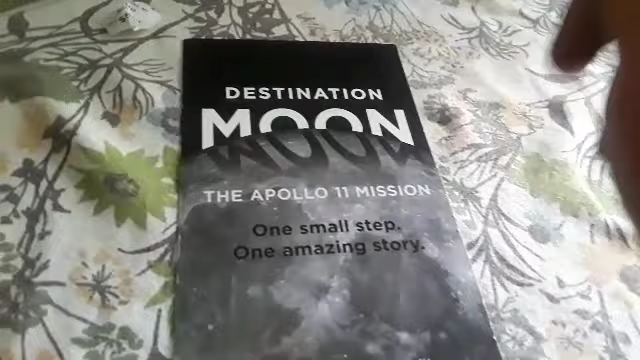 DESTINATION
MOON
THE APOLLO 11 MISSION
One small step.
One amazing story.